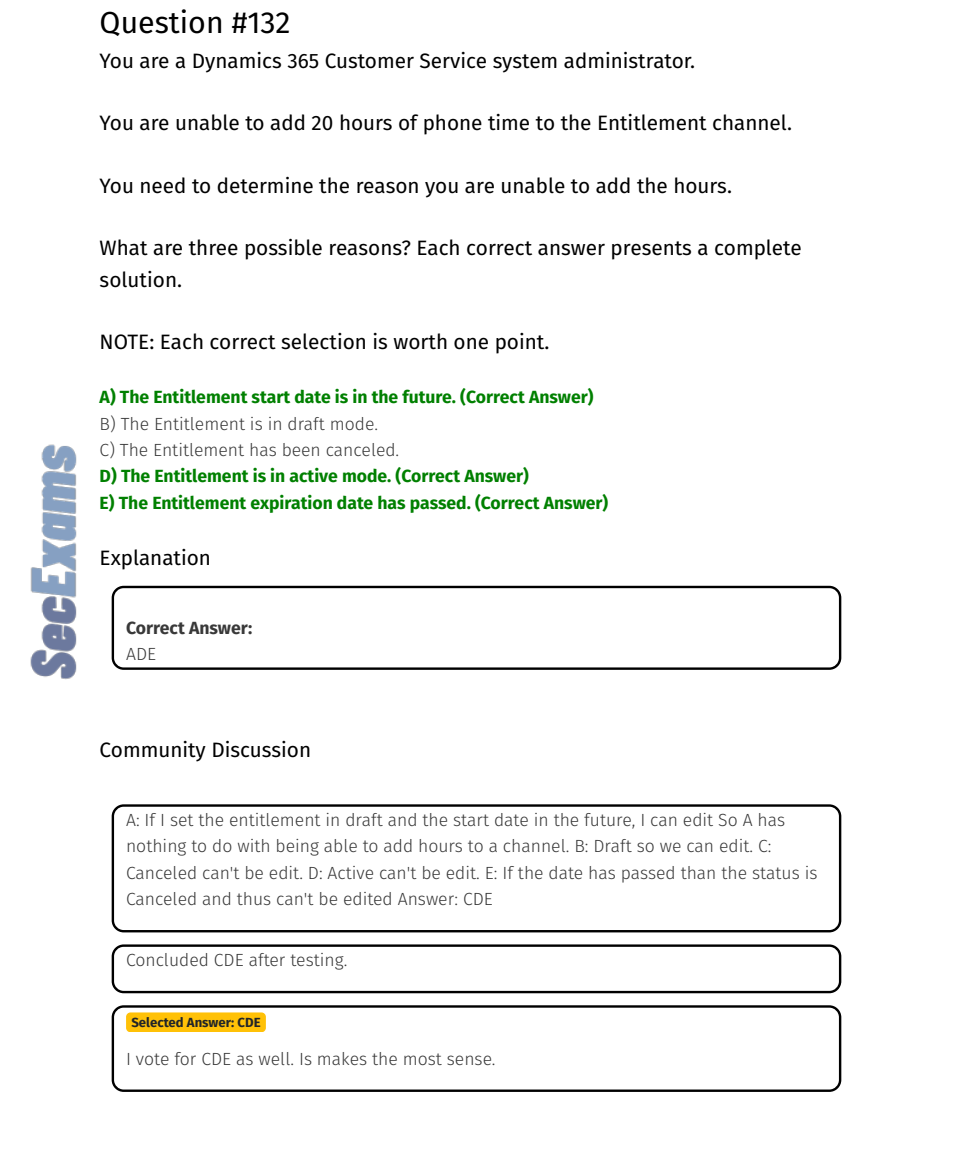 Question #132
You are a Dynamics 365 Customer Service system administrator.
You are unable to add 20 hours of phone time to the Entitlement channel.
You need to determine the reason you are unable to add the hours.
What are three possible reasons? Each correct answer presents a complete
solution.
NOTE: Each correct selection is worth one point.
A) The Entitlement start date is in the future. (Correct Answer)
B) The Entitlement is in draft mode.
C) The Entitlement has been canceled.
D) The Entitlement is in active mode. (Correct Answer)
E) The Entitlement expiration date has passed. (Correct Answer)
SecExams
Explanation
Correct Answer:
ADE
Community Discussion
A: If I set the entitlement in draft and the start date in the future, I can edit So A has
nothing to do with being able to add hours to a channel. B: Draft so we can edit. C:
Canceled can't be edit. D: Active can't be edit. E: If the date has passed than the status is
Canceled and thus can't be edited Answer: CDE
Concluded CDE after testing.
Selected Answer: CDE
I vote for CDE as well. Is makes the most sense.